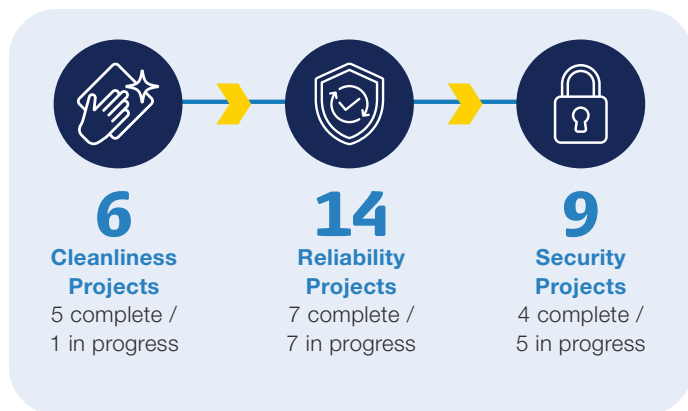 6
Cleanliness
Projects
5 complete /
1 in progress
14
Reliability
Projects
7 complete /
7 in progress
9
Security
Projects
4 complete /
5 in progress